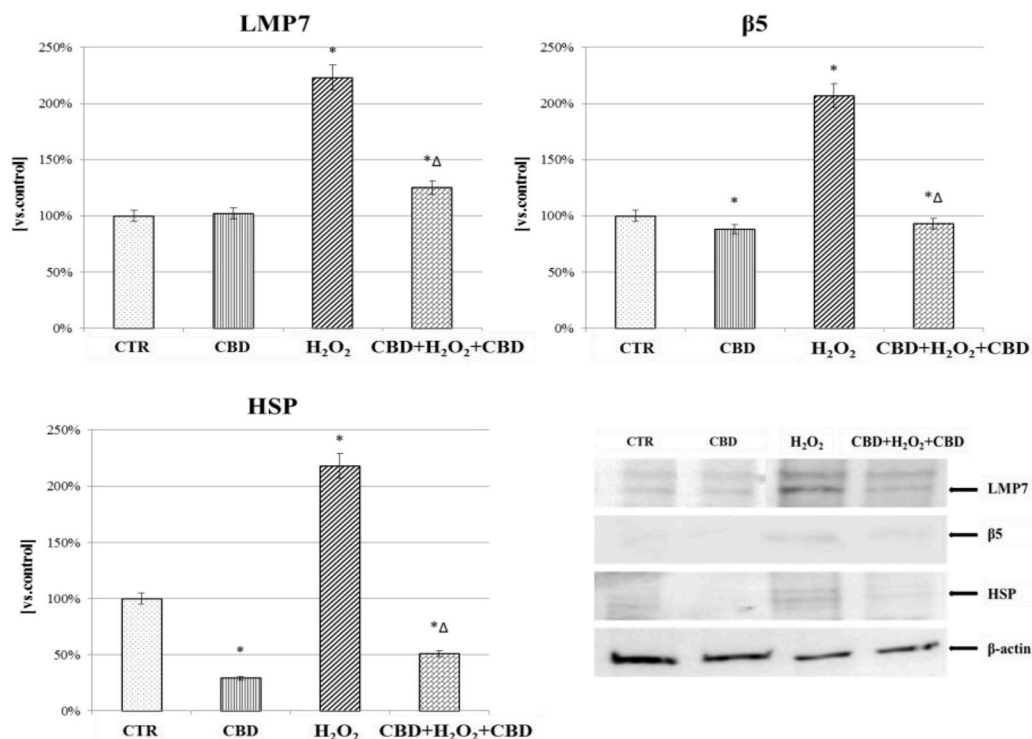 LMP7
250%
*
200%
150%
*Δ
100%
50%
0%
[vs.control]
CTR CBD H₂O₂ CBD+H₂O₂+CBD
β5
250%
*
200%
150%
*
*Δ
100%
50%
0%
[vs.control]
CTR CBD H₂O₂ CBD+H₂O₂+CBD
HSP
250%
*
200%
150%
100%
*Δ
50%
*
0%
[vs.control]
CTR CBD H₂O₂ CBD+H₂O₂+CBD
CTR CBD H₂O₂ CBD+H₂O₂+CBD
LMP7
β5
HSP
β-actin